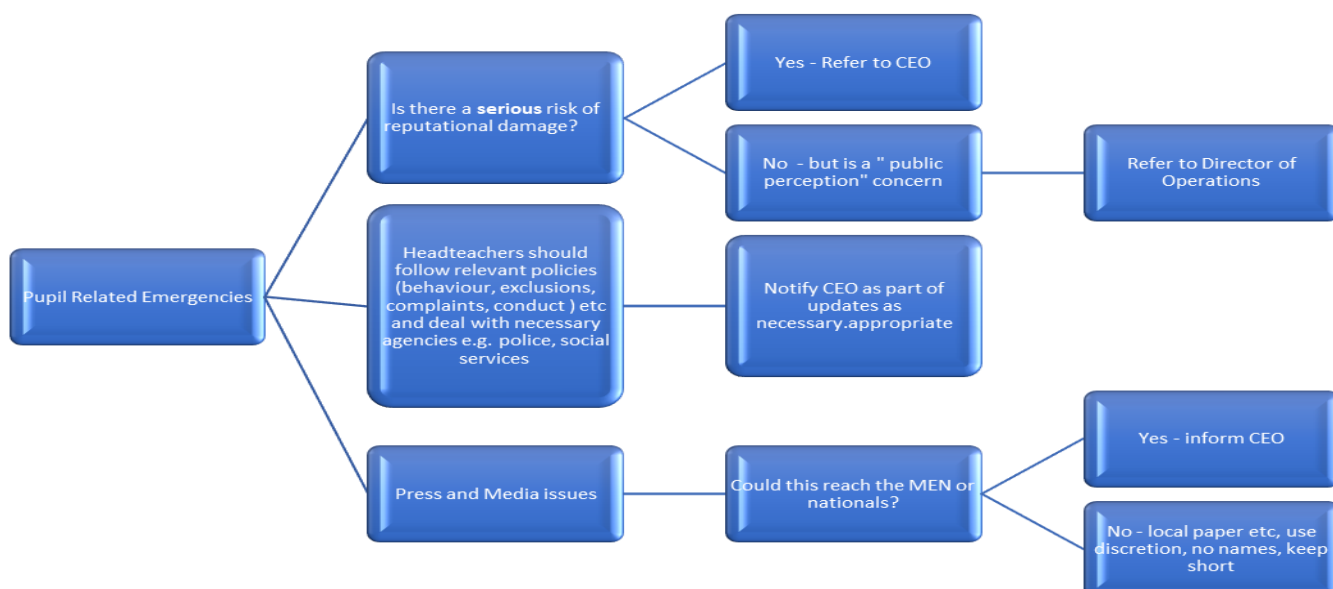 Pupil Related Emergencies
Is there a serious risk of
reputational damage?
Yes - Refer to CEO
No  - but is a " public
perception" concern
Refer to Director of
Operations
Headteachers should
follow relevant policies
(behaviour, exclusions,
complaints, conduct ) etc
and deal with necessary
agencies e.g. police, social
services
Notify CEO as part of
updates as
necessary.appropriate
Press and Media issues
Could this reach the MEN or
nationals?
Yes - inform CEO
No - local paper etc, use
discretion, no names, keep
short